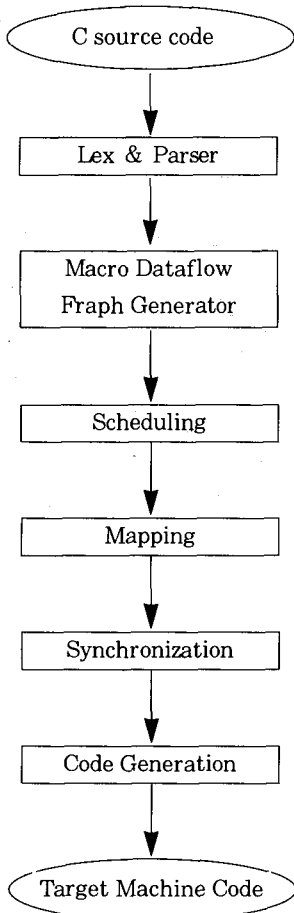 C source code
Lex & Parser
Macro Dataflow
Fraph Generator
Scheduling
Mapping
Synchronization
Code Generation
Target Machine Code